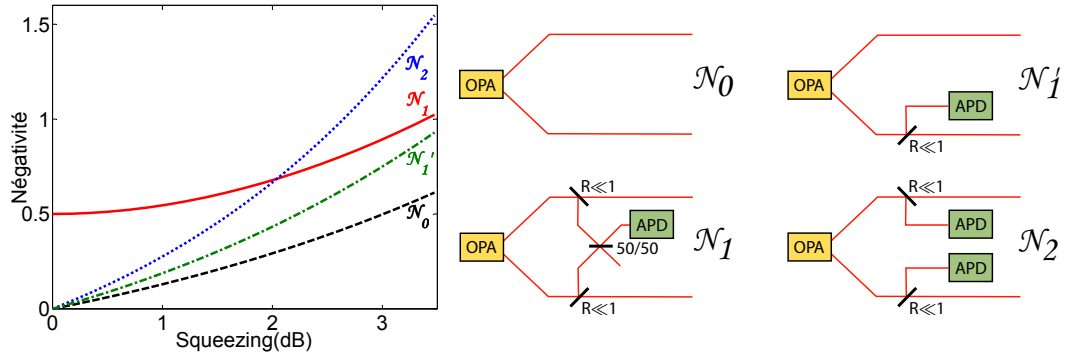 Négativité
1.5
1
0.5
0
0
1
2
3
Squeezing(dB)
𝒩2
𝒩1
𝒩1'
𝒩0
OPA
𝒩0
OPA
APD
R≪1
𝒩1'
OPA
R≪1
APD
50/50
R≪1
𝒩1
OPA
R≪1
APD
APD
R≪1
𝒩2